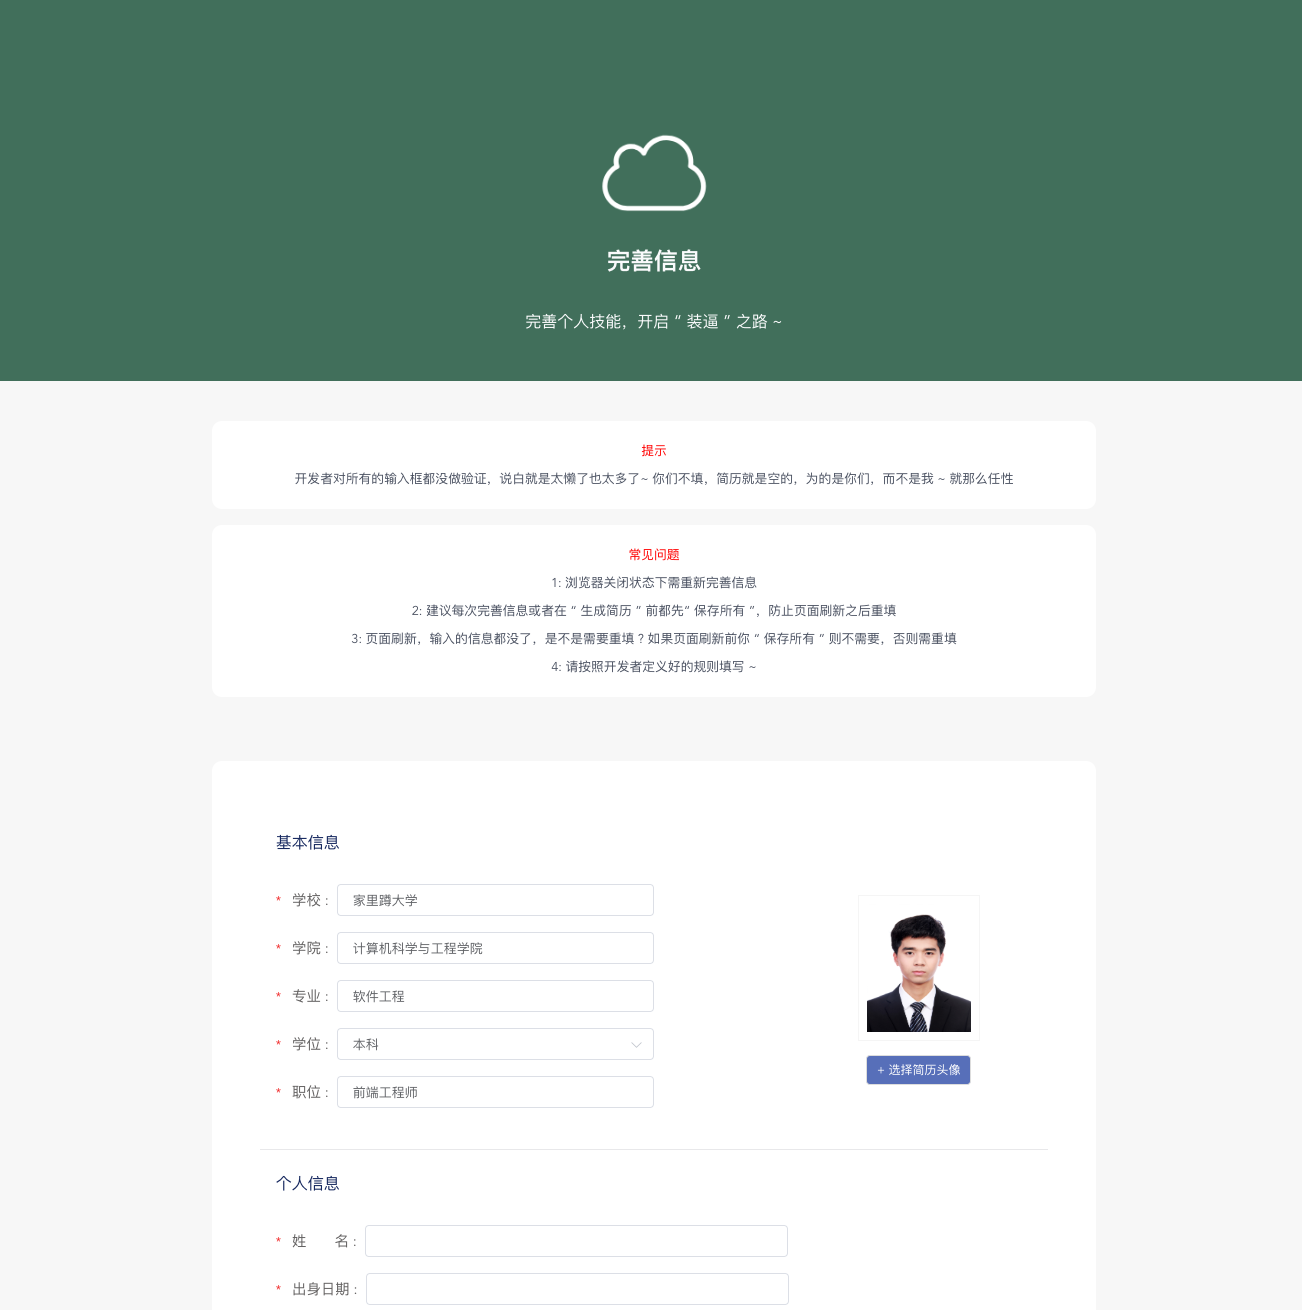 完善信息
完善个人技能，开启 “ 装逼 ” 之路 ~
提示
开发者对所有的输入框都没做验证，说白就是太懒了也太多了~ 你们不填，简历就是空的，为的是你们，而不是我 ~ 就那么任性
常见问题
1: 浏览器关闭状态下需重新完善信息
2: 建议每次完善信息或者在 “ 生成简历 ” 前都先“ 保存所有 ”，防止页面刷新之后重填
3: 页面刷新，输入的信息都没了，是不是需要重填 ? 如果页面刷新前你 “ 保存所有 ” 则不需要，否则需重填
4: 请按照开发者定义好的规则填写 ~
基本信息
* 学校 : 家里蹲大学
* 学院 : 计算机科学与工程学院
* 专业 : 软件工程
* 学位 : 本科
* 职位 : 前端工程师
+ 选择简历头像
个人信息
* 姓 名 :
* 出身日期 :